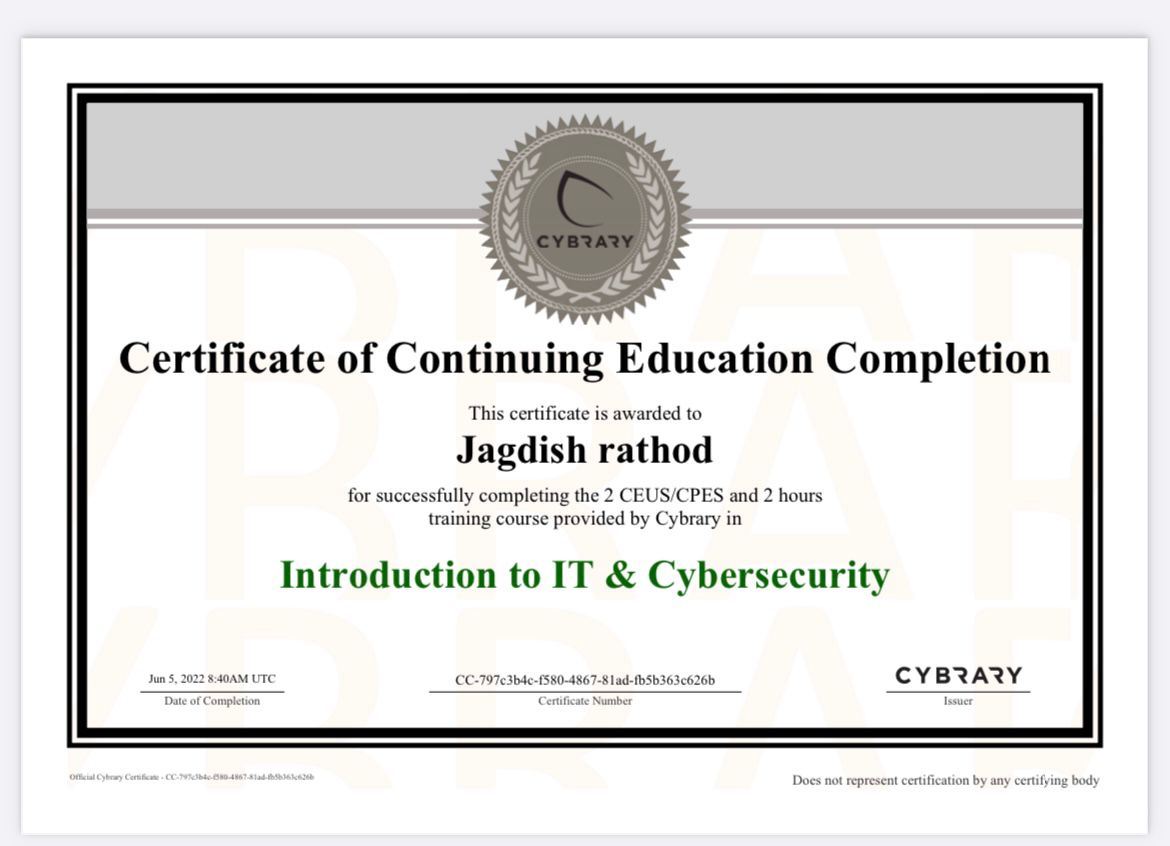 CYBRARY
Certificate of Continuing Education Completion
This certificate is awarded to
Jagdish rathod
for successfully completing the 2 CEUS/CPES and 2 hours
training course provided by Cybrary in
Introduction to IT & Cybersecurity
Jun 5, 2022 8:40AM UTC
Date of Completion
CC-797c3b4c-f580-4867-81ad-fb5b363c626b
Certificate Number
CYBRARY
Issuer
Official Cybrary Certificate - CC-797c3b4c-f580-4867-81ad-fb5b363c626b
Does not represent certification by any certifying body